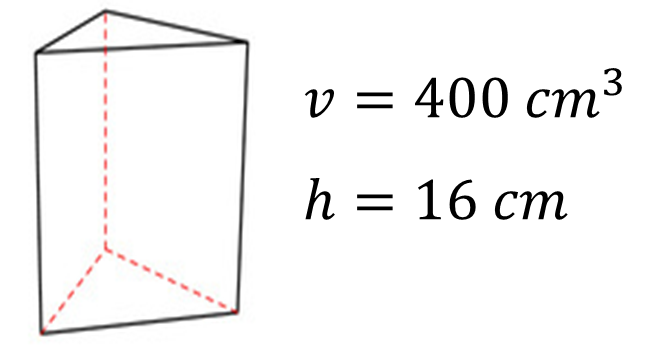 v = 400 cm³
h = 16 cm